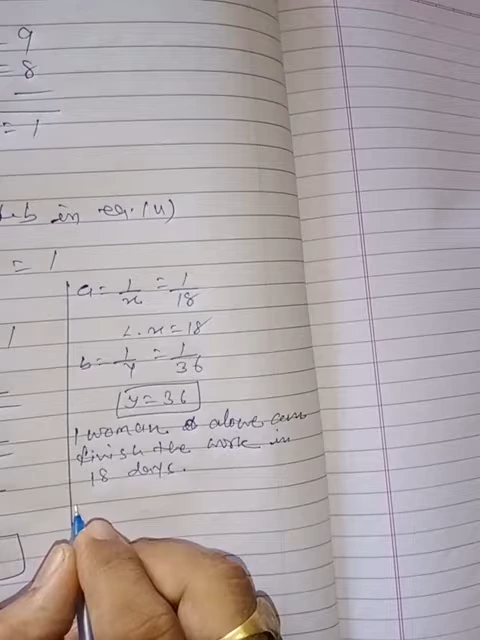 = 9
= 8
= 1
b in eq. (4)
= 1
a = 1/x = 1/18
∴ x = 18
b = 1/y = 1/36
y = 36
1 woman alone can
finish the work in
18 days.